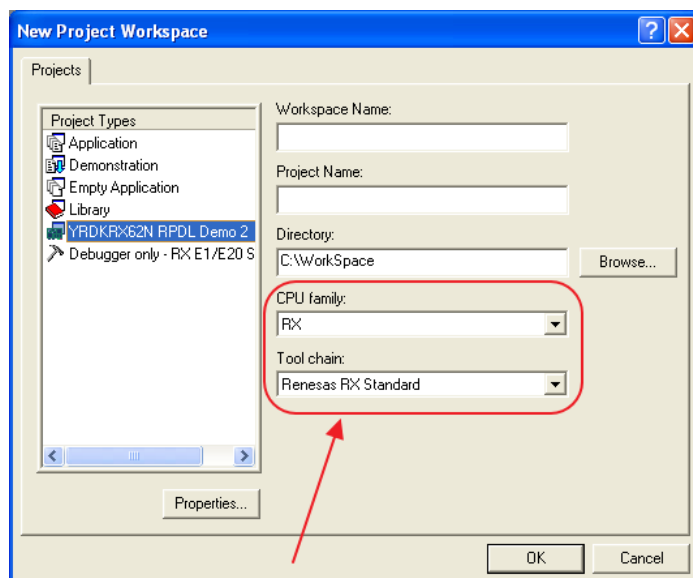 New Project Workspace
Projects
Project Types
Application
Demonstration
Empty Application
Library
YRDKRX62N RPDL Demo 2
Debugger only - RX E1/E20 S
Properties...
Workspace Name:
Project Name:
Directory:
C:\WorkSpace
Browse...
CPU family:
RX
Tool chain:
Renesas RX Standard
OK
Cancel